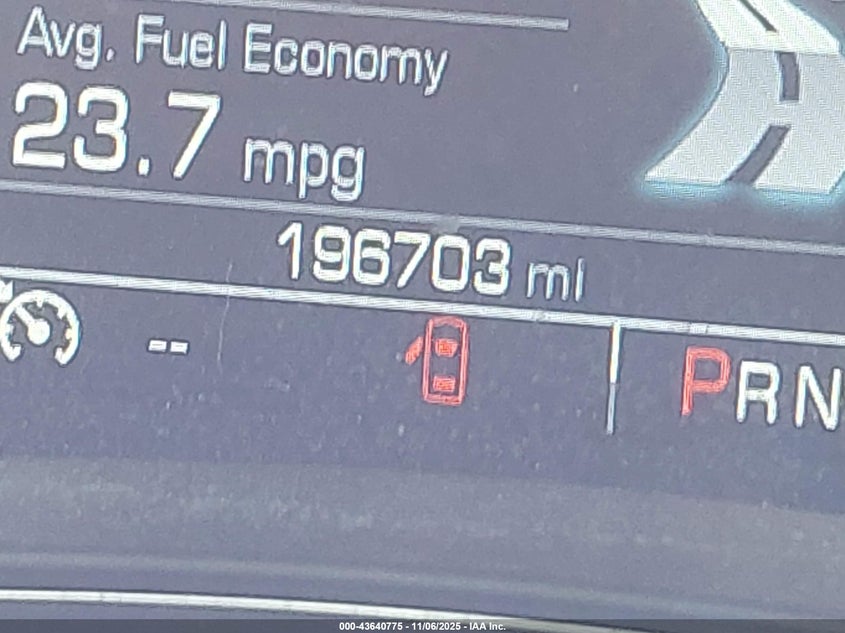 Avg. Fuel Economy
23.7 mpg
196703 mi
--
PRN
000-43640775 - 11/06/2025 - IAA Inc.